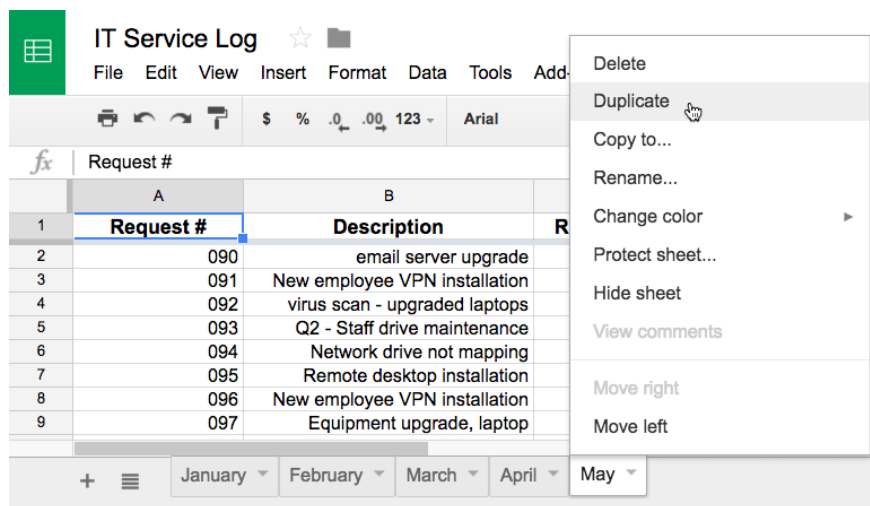 IT Service Log
File Edit View Insert Format Data Tools Add-
$ % .0 .00 123 Arial
fx Request #
A B
1 Request # Description R
2 090 email server upgrade
3 091 New employee VPN installation
4 092 virus scan - upgraded laptops
5 093 Q2 - Staff drive maintenance
6 094 Network drive not mapping
7 095 Remote desktop installation
8 096 New employee VPN installation
9 097 Equipment upgrade, laptop
Delete
Duplicate
Copy to...
Rename...
Change color
Protect sheet...
Hide sheet
View comments
Move right
Move left
+ January February March April May